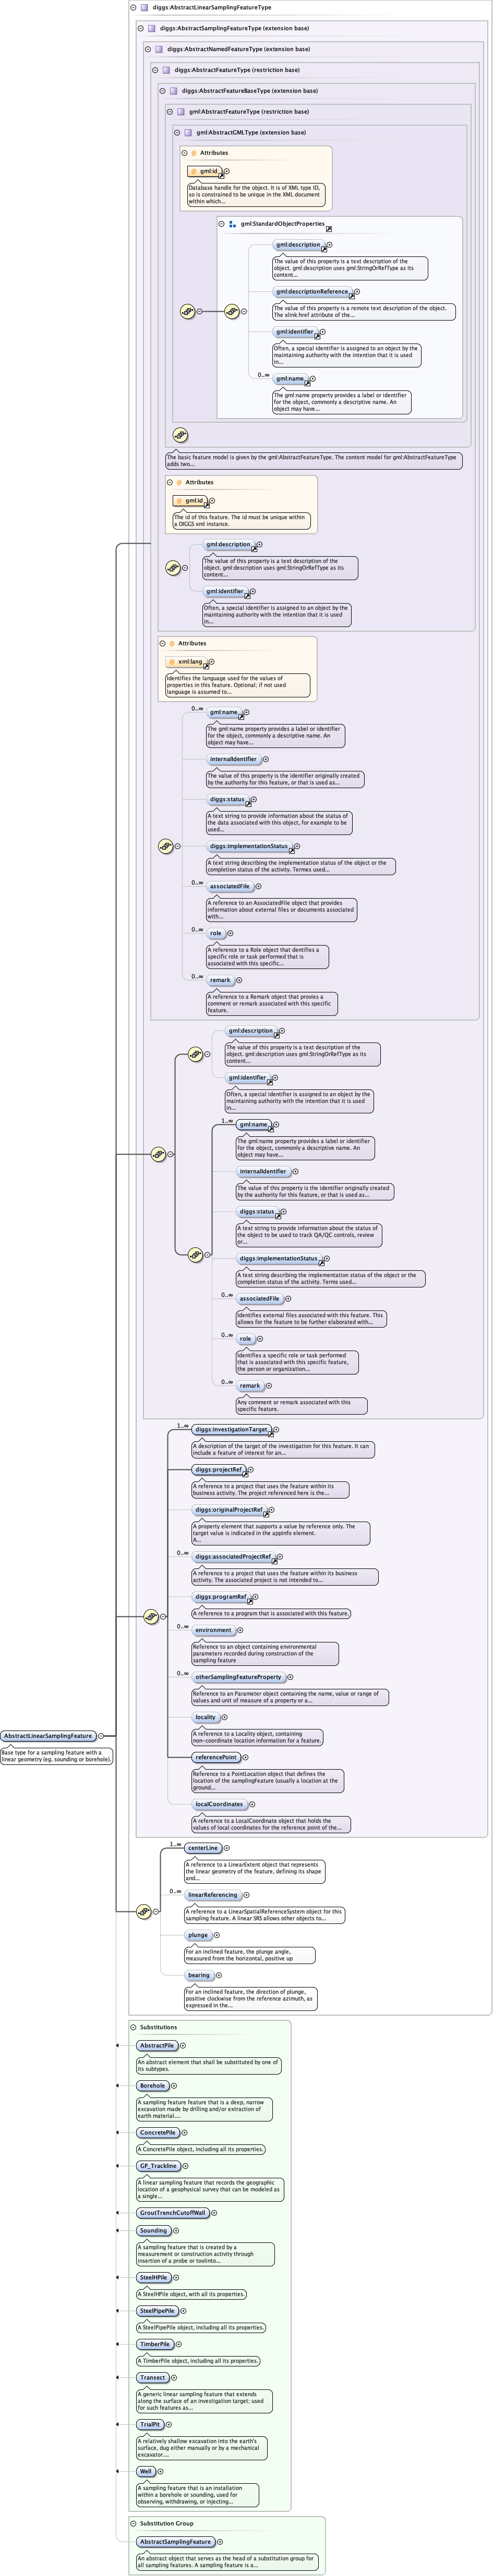 diggs:AbstractLinearSamplingFeatureType
diggs:AbstractSamplingFeatureType (extension base)
diggs:AbstractNamedFeatureType (extension base)
diggs:AbstractFeatureType (restriction base)
diggs:AbstractFeatureBaseType (extension base)
gml:AbstractFeatureType (restriction base)
gml:AbstractGMLType (extension base)
Attributes
gml:id
Database handle for the object. It is of XML type ID,
so is constrained to be unique in the XML document
within which...
gml:StandardObjectProperties
gml:description
The value of this property is a text description of the
object. gml:description uses gml:StringOrRefType as its
content...
gml:descriptionReference
The value of this property is a remote text description of the object.
The xlink:href attribute of the...
gml:identifier
Often, a special identifier is assigned to an object by the
maintaining authority with the intention that it is used
in...
0..∞
gml:name
The gml:name property provides a label or identifier
for the object, commonly a descriptive name. An
object may have...
The basic feature model is given by the gml:AbstractFeatureType. The content model for gml:AbstractFeatureType
adds two...
Attributes
gml:id
The id of this feature. The id must be unique within
a DIGGS xml instance.
gml:description
The value of this property is a text description of the
object. gml:description uses gml:StringOrRefType as its
content...
gml:identifier
Often, a special identifier is assigned to an object by the
maintaining authority with the intention that it is used
in...
Attributes
xml:lang
Identifies the language used for the values of
properties in this feature. Optional; if not used
language is assumed to...
0..∞
gml:name
The gml:name property provides a label or identifier
for the object, commonly a descriptive name. An
object may have...
internalIdentifier
The value of this property is the identifier originally created
by the authority for this feature, or that is used as...
diggs:status
A text string to provide information about the status of
the data associated with this object, for example to be
used...
diggs:implementationStatus
A text string describing the implementation status of the object or the
completion status of the activity. Termes used...
0..∞
associatedFile
A reference to an AssociatedFile object that provides
information about external files or documents associated
with...
0..∞
role
A reference to a Role object that dentifies a
specific role or task performed that is
associated with this specific...
0..∞
remark
A reference to a Remark object that provies a
comment or remark associated with this specific
feature.
gml:description
The value of this property is a text description of the
object. gml:description uses gml:StringOrRefType as its
content...
gml:identifier
Often, a special identifier is assigned to an object by the
maintaining authority with the intention that it is used
in...
1..∞
gml:name
The gml:name property provides a label or identifier
for the object, commonly a descriptive name. An
object may have...
internalIdentifier
The value of this property is the identifier originally created
by the authority for this feature, or that is used as...
diggs:status
A text string to provide information about the status of the
object to be used to track QA/QC controls, review
or...
diggs:implementationStatus
A text string describing the implementation status of the object or the
completion status of the activity. Terms used...
0..∞
associatedFile
Identifies external files associated with this feature. This
allows for the feature to be further elaborated with...
0..∞
role
Identifies a specific role or task performed
that is associated with this specific feature,
the person or organization...
0..∞
remark
Any comment or remark associated with this
specific feature.
1..∞
diggs:investigationTarget
A description of the target of the investigation for this feature. It can
include a feature of interest for an...
diggs:projectRef
A reference to a project that uses the feature within its
business activity. The project referenced here is the...
diggs:originalProjectRef
A property element that supports a value by reference only. The
target value is indicated in the appinfo element.
A...
0..∞
diggs:associatedProjectRef
A reference to a project that uses the feature within its business
activity. The associated project is not intended to...
diggs:programRef
A reference to a program that is associated with this feature.
0..∞
environment
Reference to an object containing environmental
parameters recorded during construction of the
sampling feature
0..∞
otherSamplingFeatureProperty
Reference to an Parameter object containing the name, value or range of
values and unit of measure of a property or a...
locality
A reference to a Locality object, containing
non-coordinate location information for a feature.
referencePoint
Reference to a PointLocation object that defines the
location of the samplingFeature (usually a location at the
ground...
localCoordinates
A reference to a LocalCoordinate object that holds the
values of local coordinates for the reference point of the...
AbstractLinearSamplingFeature
Base type for a sampling feature with a
linear geometry (eg. sounding or borehole).
1..∞
centerLine
A reference to a LinearExtent object that represents
the linear geometry of the feature, defining its shape
and...
0..∞
linearReferencing
A reference to a LinearSpatialReferenceSystem object for this
sampling feature. A linear SRS allows other objects to...
plunge
For an inclined feature, the plunge angle,
measured from the horizontal, positive up
bearing
For an inclined feature, the direction of plunge,
positive clockwise from the reference azimuth, as
expressed in the...
Substitutions
AbstractPile
An abstract element that shall be substituted by one of
its subtypes.
Borehole
A sampling feature feature that is a deep, narrow
excavation made by drilling and/or extraction of
earth material....
ConcretePile
A ConcretePile object, including all its properties.
GP_Trackline
A linear sampling feature that records the geographic
location of a geophysical survey that can be modeled as
a single...
GroutTrenchCutoffWall
Sounding
A sampling feature that is created by a
measurement or construction activity through
insertion of a probe or toolinto...
SteelHPile
A SteelHPile object, with all its properties.
SteelPipePile
A SteelPipePile object, including all its properties.
TimberPile
A TimberPile object, including all its properties.
Transect
A generic linear sampling feature that extends
along the surface of an investigation target; used
for such features as...
TrialPit
A relatively shallow excavation into the earth's
surface, dug either manually or by a mechanical
excavator....
Well
A sampling feature that is an installation
within a borehole or sounding, used for
observing, withdrawing, or injecting...
Substitution Group
AbstractSamplingFeature
An abstract object that serves as the head of a substitution group for
all sampling features. A sampling feature is a...